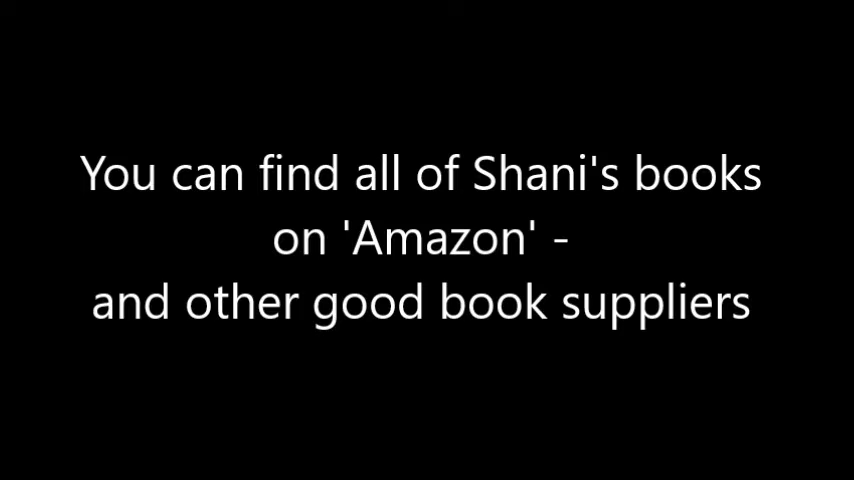 You can find all of Shani's books
on 'Amazon' -
and other good book suppliers